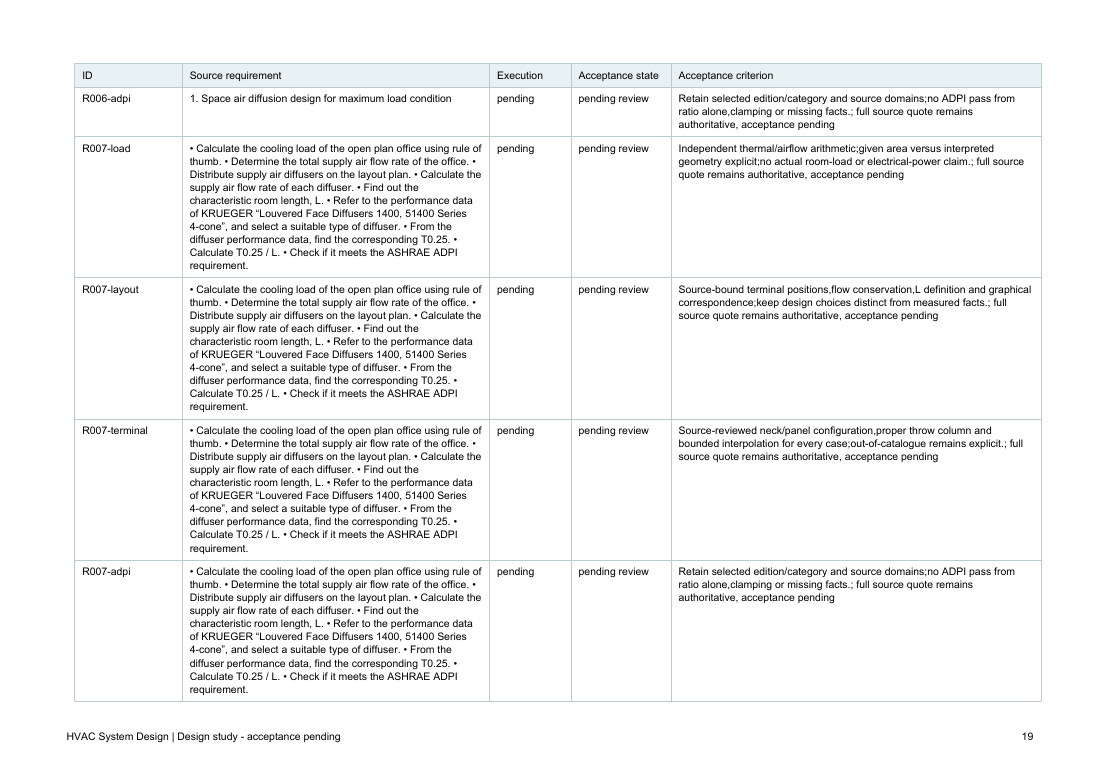 ID
Source requirement
Execution
Acceptance state
Acceptance criterion
R006-adpi
1. Space air diffusion design for maximum load condition
pending
pending review
Retain selected edition/category and source domains;no ADPI pass from
ratio alone,clamping or missing facts.; full source quote remains
authoritative, acceptance pending
R007-load
• Calculate the cooling load of the open plan office using rule of
thumb. • Determine the total supply air flow rate of the office. •
Distribute supply air diffusers on the layout plan. • Calculate the
supply air flow rate of each diffuser. • Find out the
characteristic room length, L. • Refer to the performance data
of KRUEGER “Louvered Face Diffusers 1400, 51400 Series
4-cone”, and select a suitable type of diffuser. • From the
diffuser performance data, find the corresponding T0.25. •
Calculate T0.25 / L. • Check if it meets the ASHRAE ADPI
requirement.
pending
pending review
Independent thermal/airflow arithmetic;given area versus interpreted
geometry explicit;no actual room-load or electrical-power claim.; full source
quote remains authoritative, acceptance pending
R007-layout
• Calculate the cooling load of the open plan office using rule of
thumb. • Determine the total supply air flow rate of the office. •
Distribute supply air diffusers on the layout plan. • Calculate the
supply air flow rate of each diffuser. • Find out the
characteristic room length, L. • Refer to the performance data
of KRUEGER “Louvered Face Diffusers 1400, 51400 Series
4-cone”, and select a suitable type of diffuser. • From the
diffuser performance data, find the corresponding T0.25. •
Calculate T0.25 / L. • Check if it meets the ASHRAE ADPI
requirement.
pending
pending review
Source-bound terminal positions,flow conservation,L definition and graphical
correspondence;keep design choices distinct from measured facts.; full
source quote remains authoritative, acceptance pending
R007-terminal
• Calculate the cooling load of the open plan office using rule of
thumb. • Determine the total supply air flow rate of the office. •
Distribute supply air diffusers on the layout plan. • Calculate the
supply air flow rate of each diffuser. • Find out the
characteristic room length, L. • Refer to the performance data
of KRUEGER “Louvered Face Diffusers 1400, 51400 Series
4-cone”, and select a suitable type of diffuser. • From the
diffuser performance data, find the corresponding T0.25. •
Calculate T0.25 / L. • Check if it meets the ASHRAE ADPI
requirement.
pending
pending review
Source-reviewed neck/panel configuration,proper throw column and
bounded interpolation for every case;out-of-catalogue remains explicit.; full
source quote remains authoritative, acceptance pending
R007-adpi
• Calculate the cooling load of the open plan office using rule of
thumb. • Determine the total supply air flow rate of the office. •
Distribute supply air diffusers on the layout plan. • Calculate the
supply air flow rate of each diffuser. • Find out the
characteristic room length, L. • Refer to the performance data
of KRUEGER “Louvered Face Diffusers 1400, 51400 Series
4-cone”, and select a suitable type of diffuser. • From the
diffuser performance data, find the corresponding T0.25. •
Calculate T0.25 / L. • Check if it meets the ASHRAE ADPI
requirement.
pending
pending review
Retain selected edition/category and source domains;no ADPI pass from
ratio alone,clamping or missing facts.; full source quote remains
authoritative, acceptance pending
HVAC System Design | Design study - acceptance pending
19